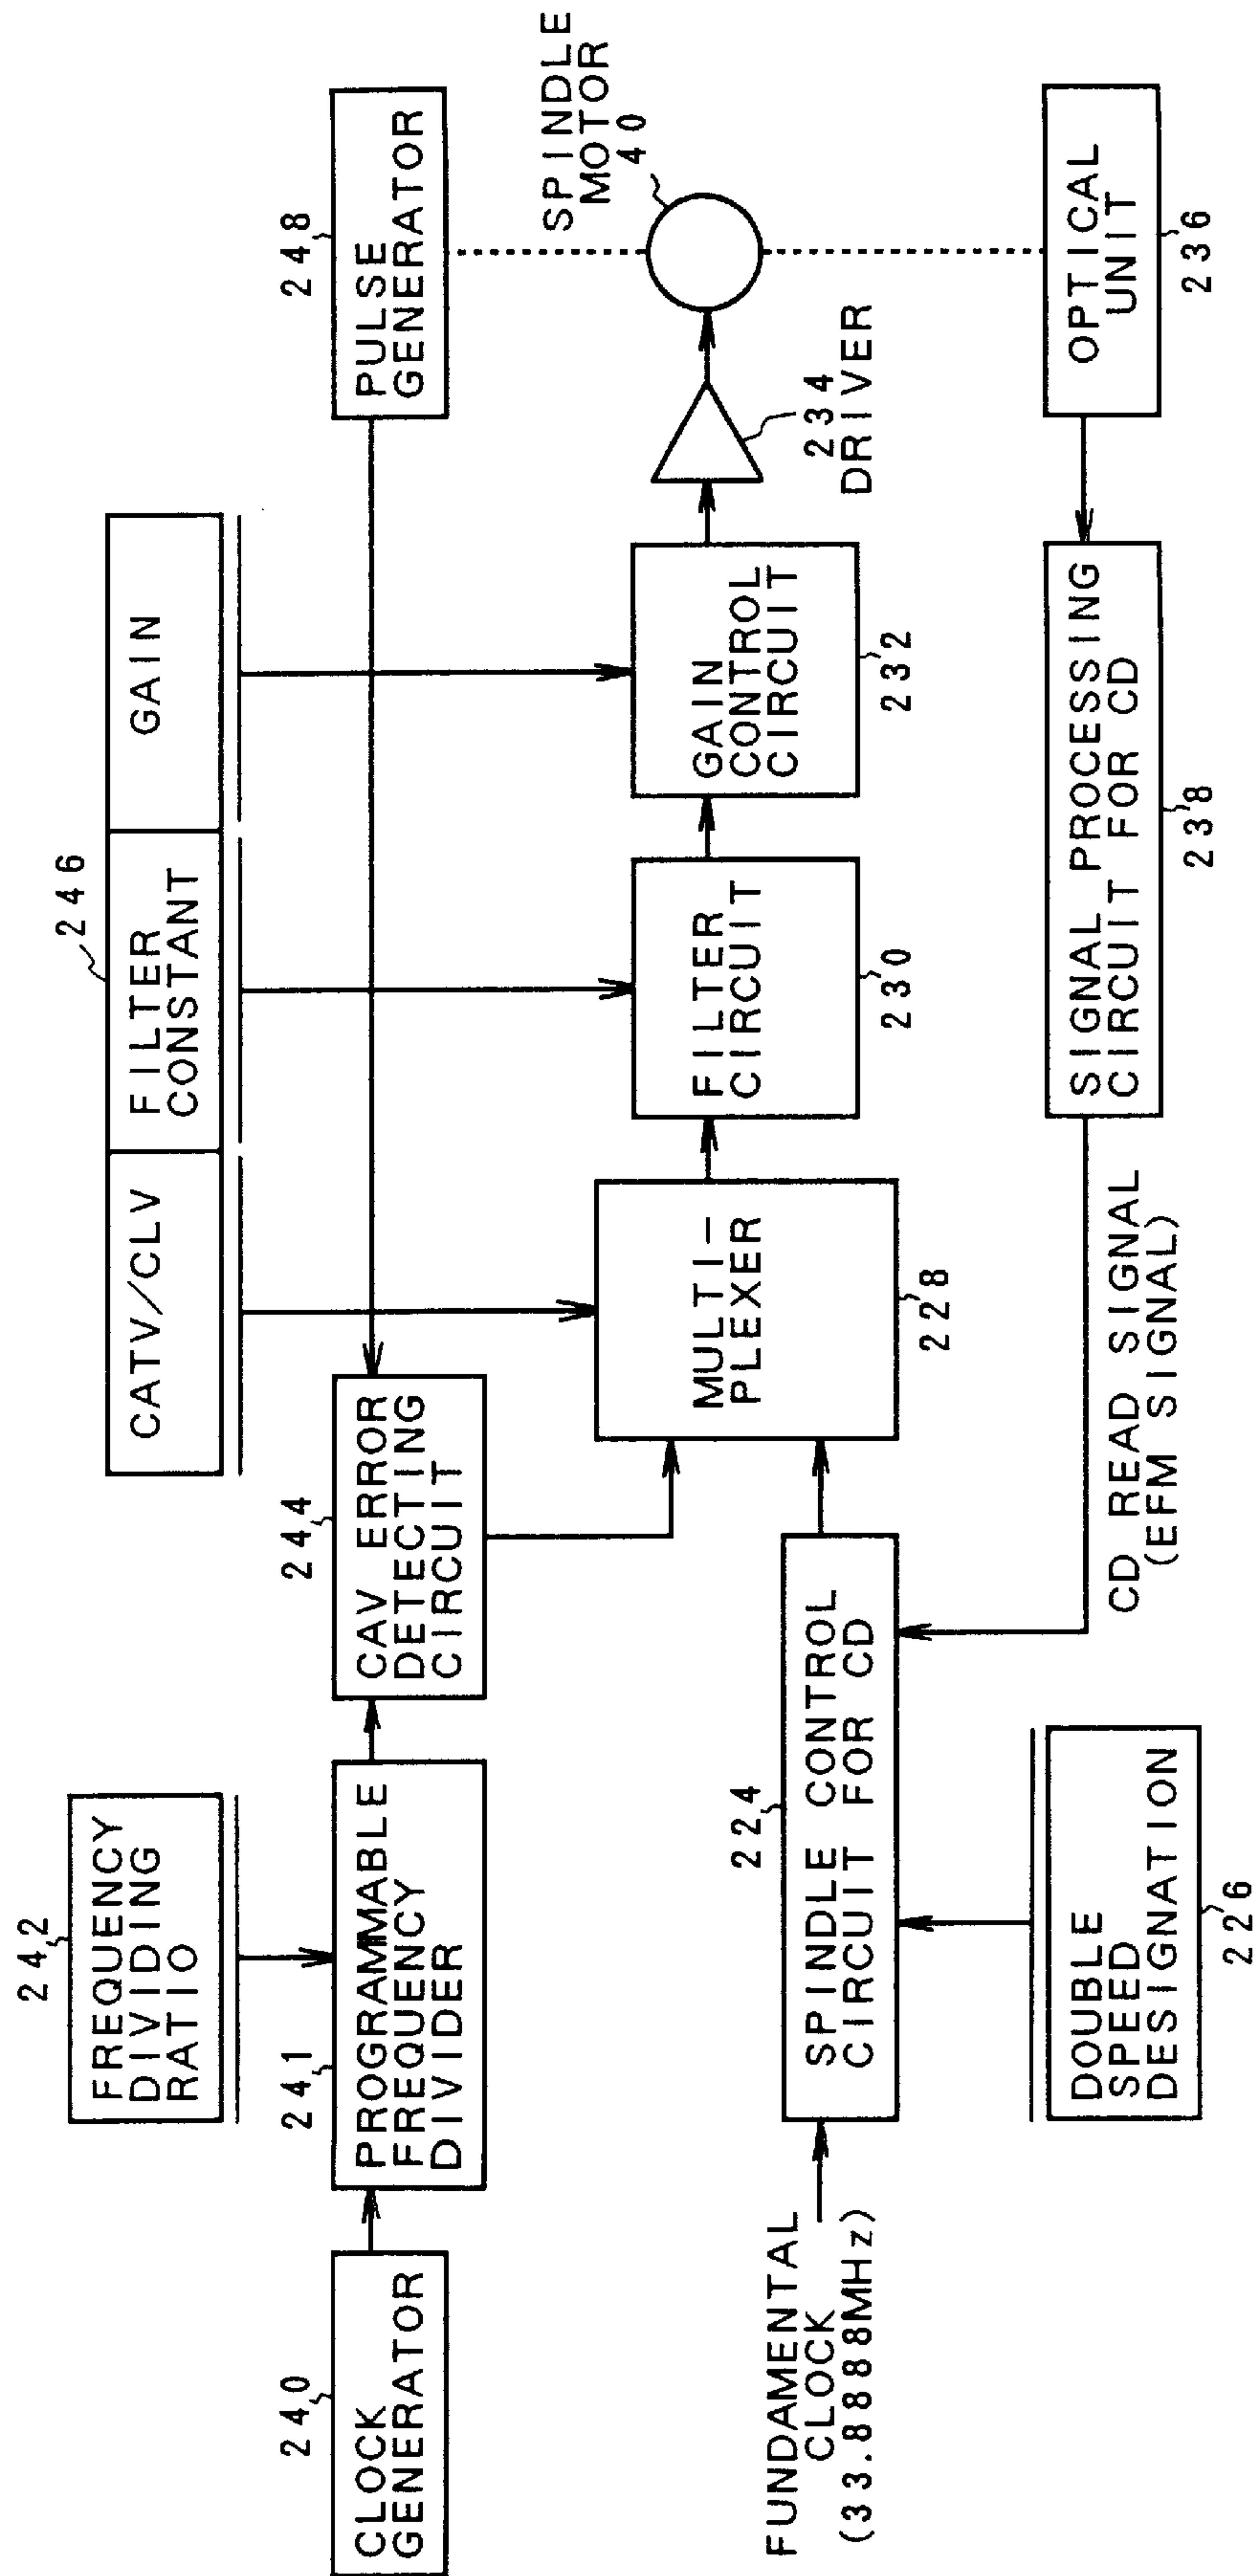 242
FREQUENCY
DIVIDING
RATIO
246
CATV/CLV
FILTER
CONSTANT
GAIN
240
CLOCK
GENERATOR
241
PROGRAMMABLE
FREQUENCY
DIVIDER
244
CAV ERROR
DETECTING
CIRCUIT
248
PULSE
GENERATOR
SPINDLE
MOTOR
40
MULTI-
PLEXER
228
FILTER
CIRCUIT
230
GAIN
CONTROL
CIRCUIT
232
234
DRIVER
FUNDAMENTAL
CLOCK
(33.8888MHz)
224
SPINDLE CONTROL
CIRCUIT FOR CD
DOUBLE
SPEED
DESIGNATION
226
CD READ SIGNAL
(EFM SIGNAL)
SIGNAL PROCESSING
CIRCUIT FOR CD
238
OPTICAL
UNIT
236